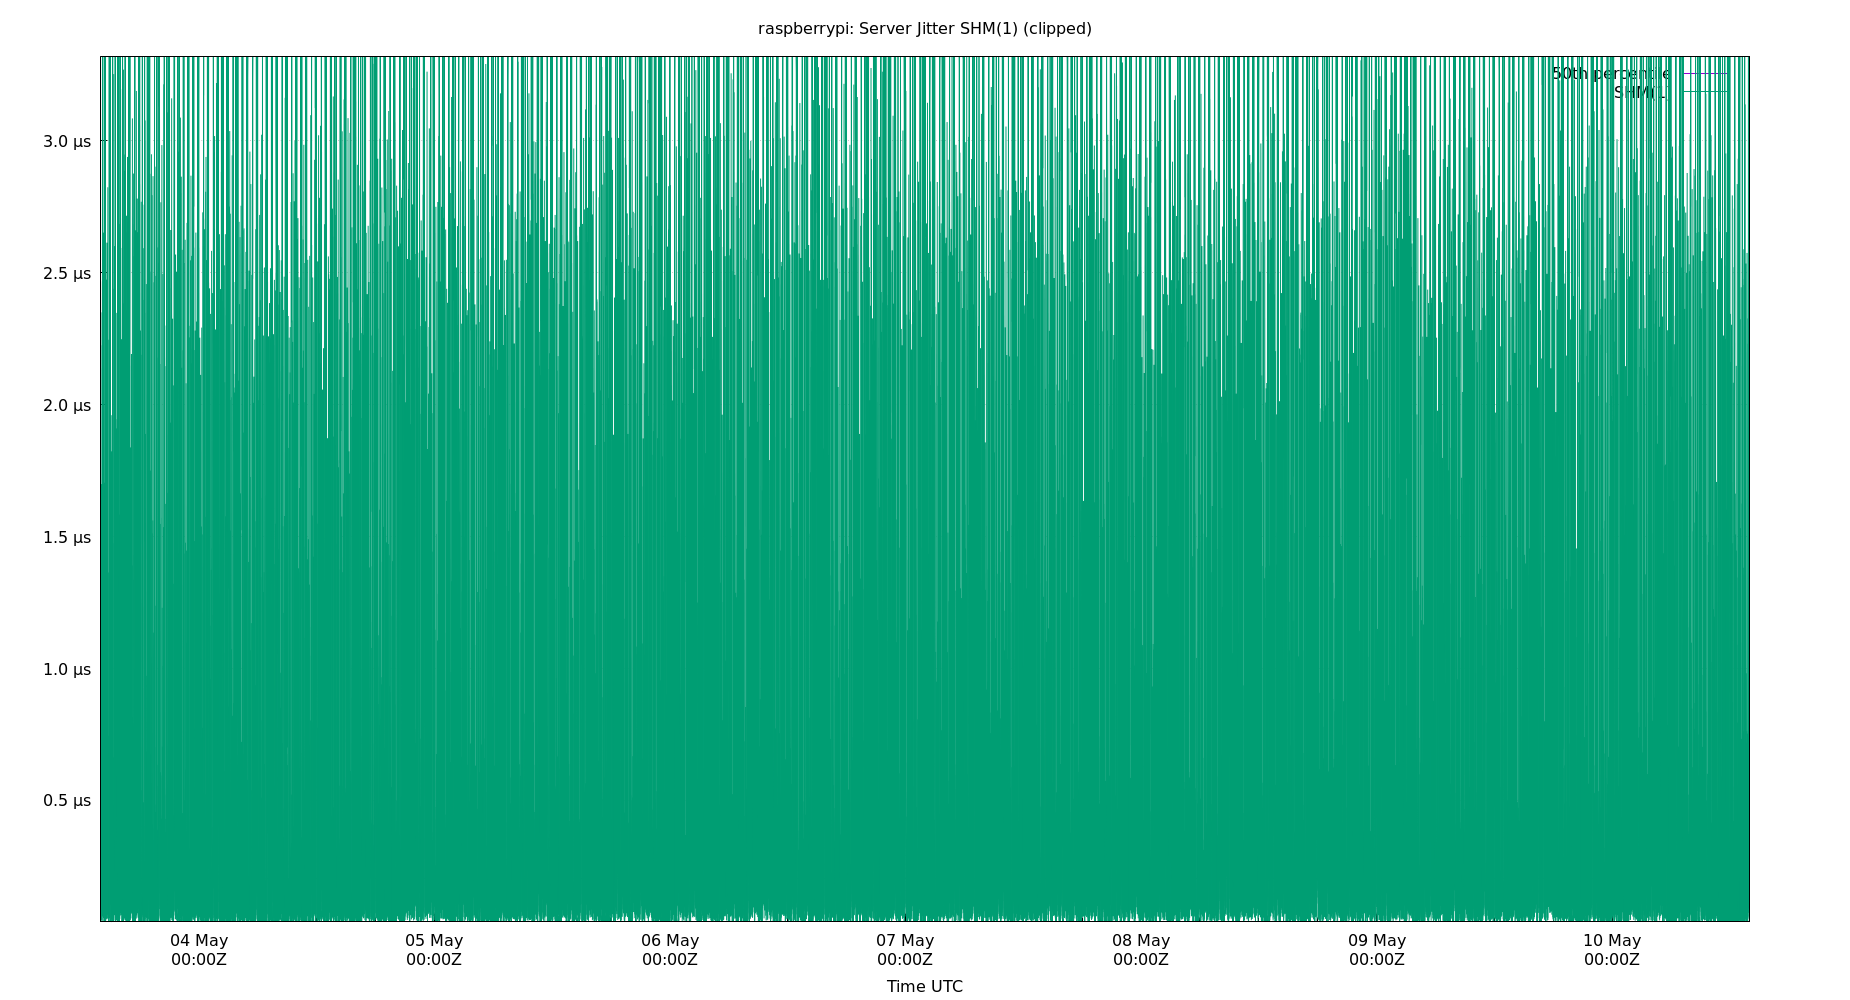 raspberrypi: Server Jitter SHM(1) (clipped)
50th percentile
SHM(1)
3.0 µs
2.5 µs
2.0 µs
1.5 µs
1.0 µs
0.5 µs
04 May 05 May 06 May 07 May 08 May 09 May 10 May
00:00Z 00:00Z 00:00Z 00:00Z 00:00Z 00:00Z 00:00Z
Time UTC